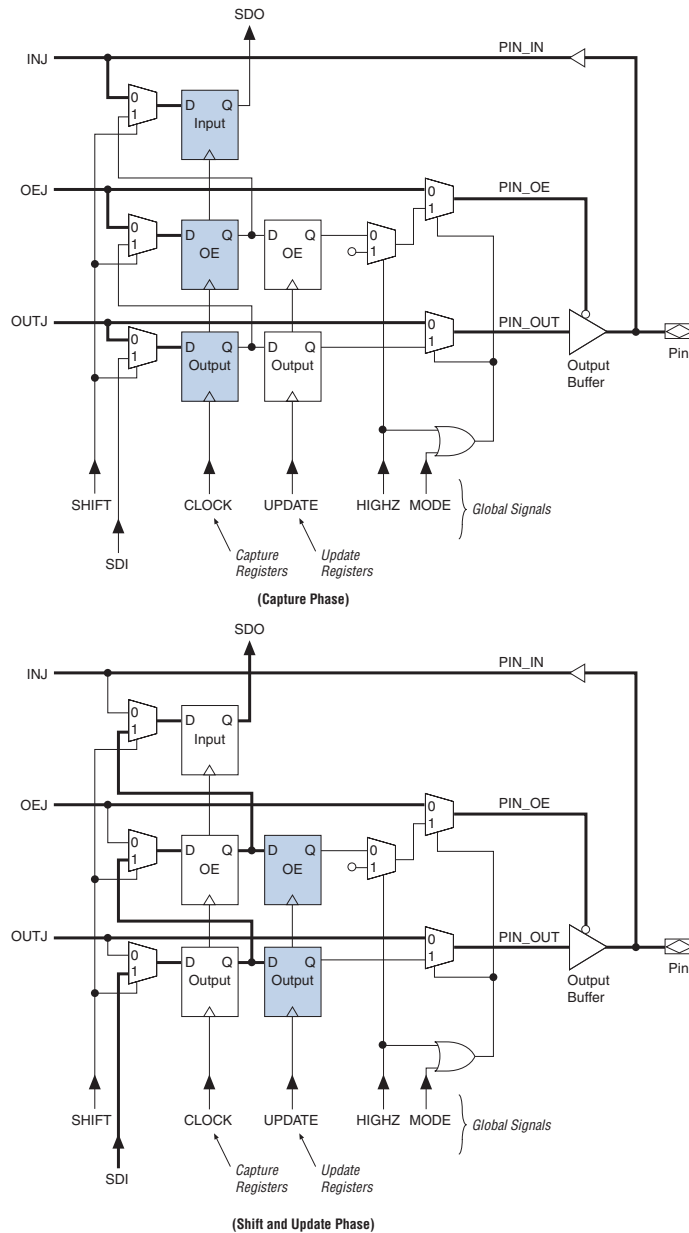 SDO
INJ
PIN_IN
0
1
D Q
Input
OEJ
0
1
PIN_OE
0
1
D Q
OE
D Q
OE
0
1
OUTJ
0
1
PIN_OUT
0
1
D Q
Output
D Q
Output
Output
Buffer
Pin
SHIFT
CLOCK
UPDATE
HIGHZ
MODE
Global Signals
SDI
Capture
Registers
Update
Registers
(Capture Phase)
SDO
INJ
PIN_IN
0
1
D Q
Input
OEJ
0
1
PIN_OE
0
1
D Q
OE
D Q
OE
0
1
OUTJ
0
1
PIN_OUT
0
1
D Q
Output
D Q
Output
Output
Buffer
Pin
SHIFT
CLOCK
UPDATE
HIGHZ
MODE
Global Signals
SDI
Capture
Registers
Update
Registers
(Shift and Update Phase)